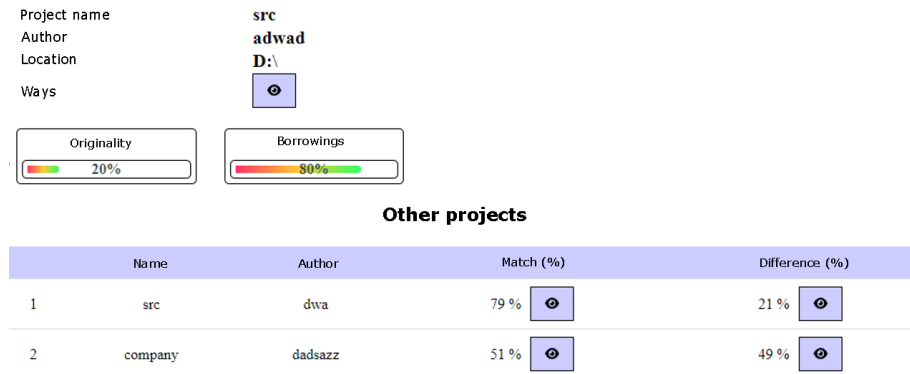 Project name src
Author adwad
Location D:\
Ways
Originality Borrowings
20% 80%
Other projects
Name Author Match (%) Difference (%)
1 src dwa 79 % 21 %
2 company dadsazz 51 % 49 %